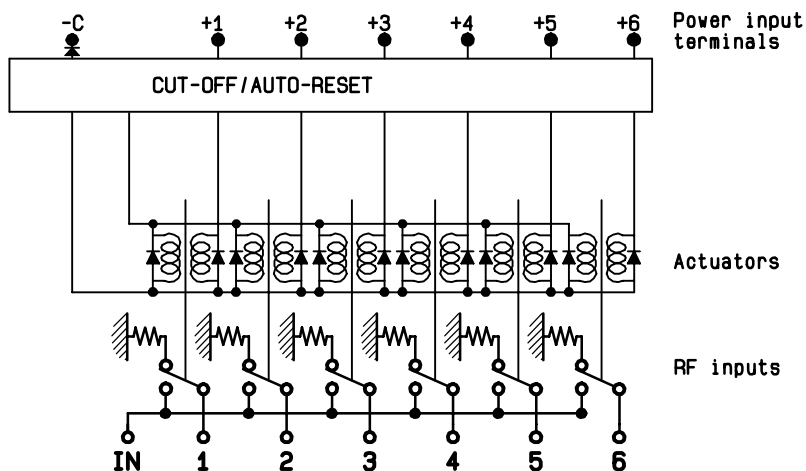 -C +1 +2 +3 +4 +5 +6 Power input
terminals
CUT-OFF/AUTO-RESET
Actuators
RF inputs
IN 1 2 3 4 5 6